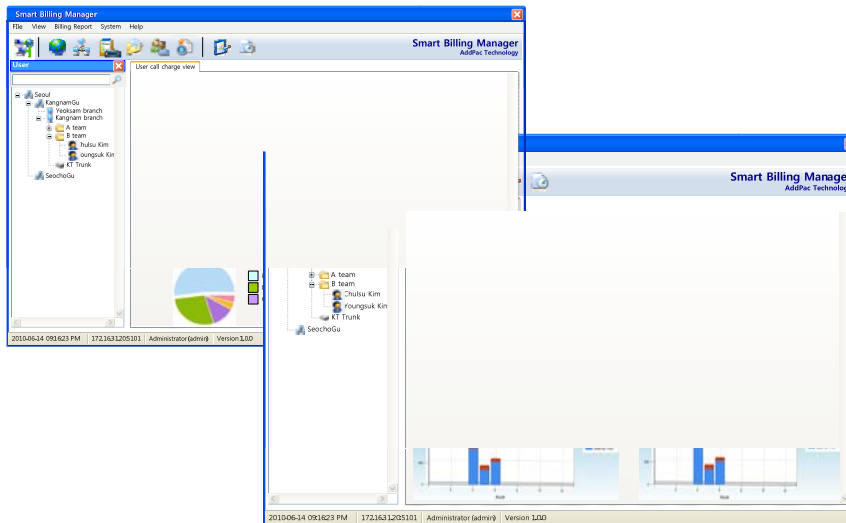 Smart Billing Manager
File View Billing Report System Help
Smart Billing Manager
AddPac Technology
User
User call charge view
Seoul
KangnamGu
Yeoksam branch
Kangnam branch
A team
B team
hulsu Kim
oungsuk Kin
KT Trunk
SeochoGu
2010-06-14 09:16:23 PM 172.16.31.205:101 Administrator(admin) Version 1.0.0
Smart Billing Manage
AddPac Technolog
A team
B team
Chulsu Kim
Youngsuk Kin
KT Trunk
SeochoGu
2010-06-14 09:16:23 PM 172.16.31.205:101 Administrator (admin) Version 1.0.0